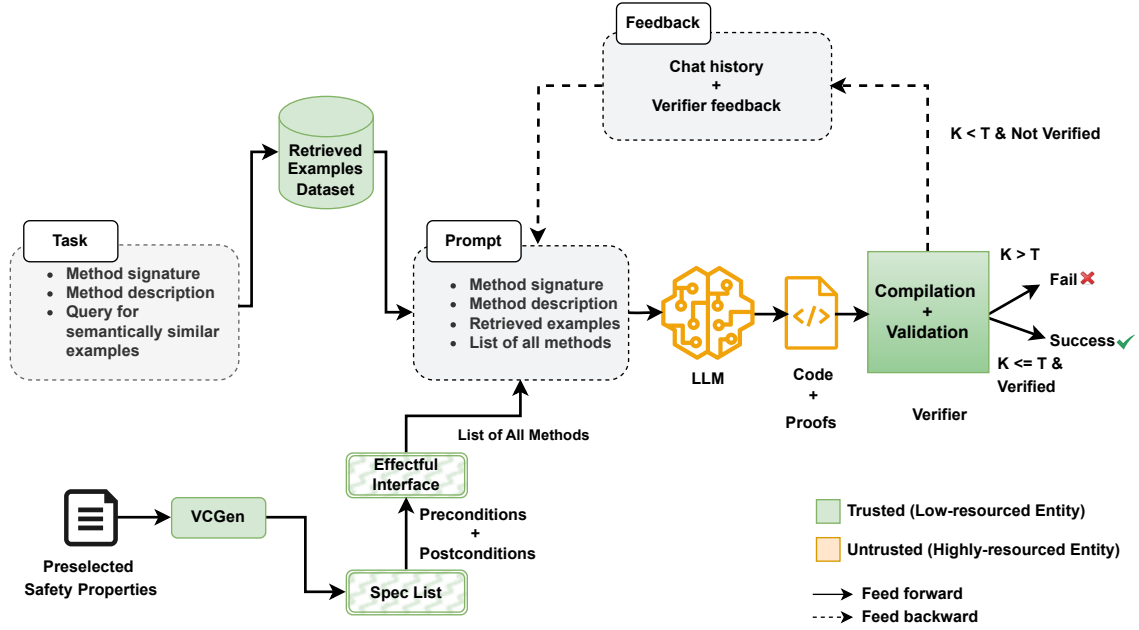 Feedback
Chat history
+
Verifier feedback
K < T & Not Verified
Retrieved
Examples
Dataset
Task
• Method signature
• Method description
• Query for
semantically similar
examples
Prompt
• Method signature
• Method description
• Retrieved examples
• List of all methods
LLM
</>
Code
+
Proofs
Compilation
+
Validation
Verifier
K > T
Fail
Success
K <= T &
Verified
List of All Methods
Effectful
Interface
Preconditions
+
Postconditions
VCGen
Preselected
Safety Properties
Spec List
Trusted (Low-resourced Entity)
Untrusted (Highly-resourced Entity)
Feed forward
Feed backward